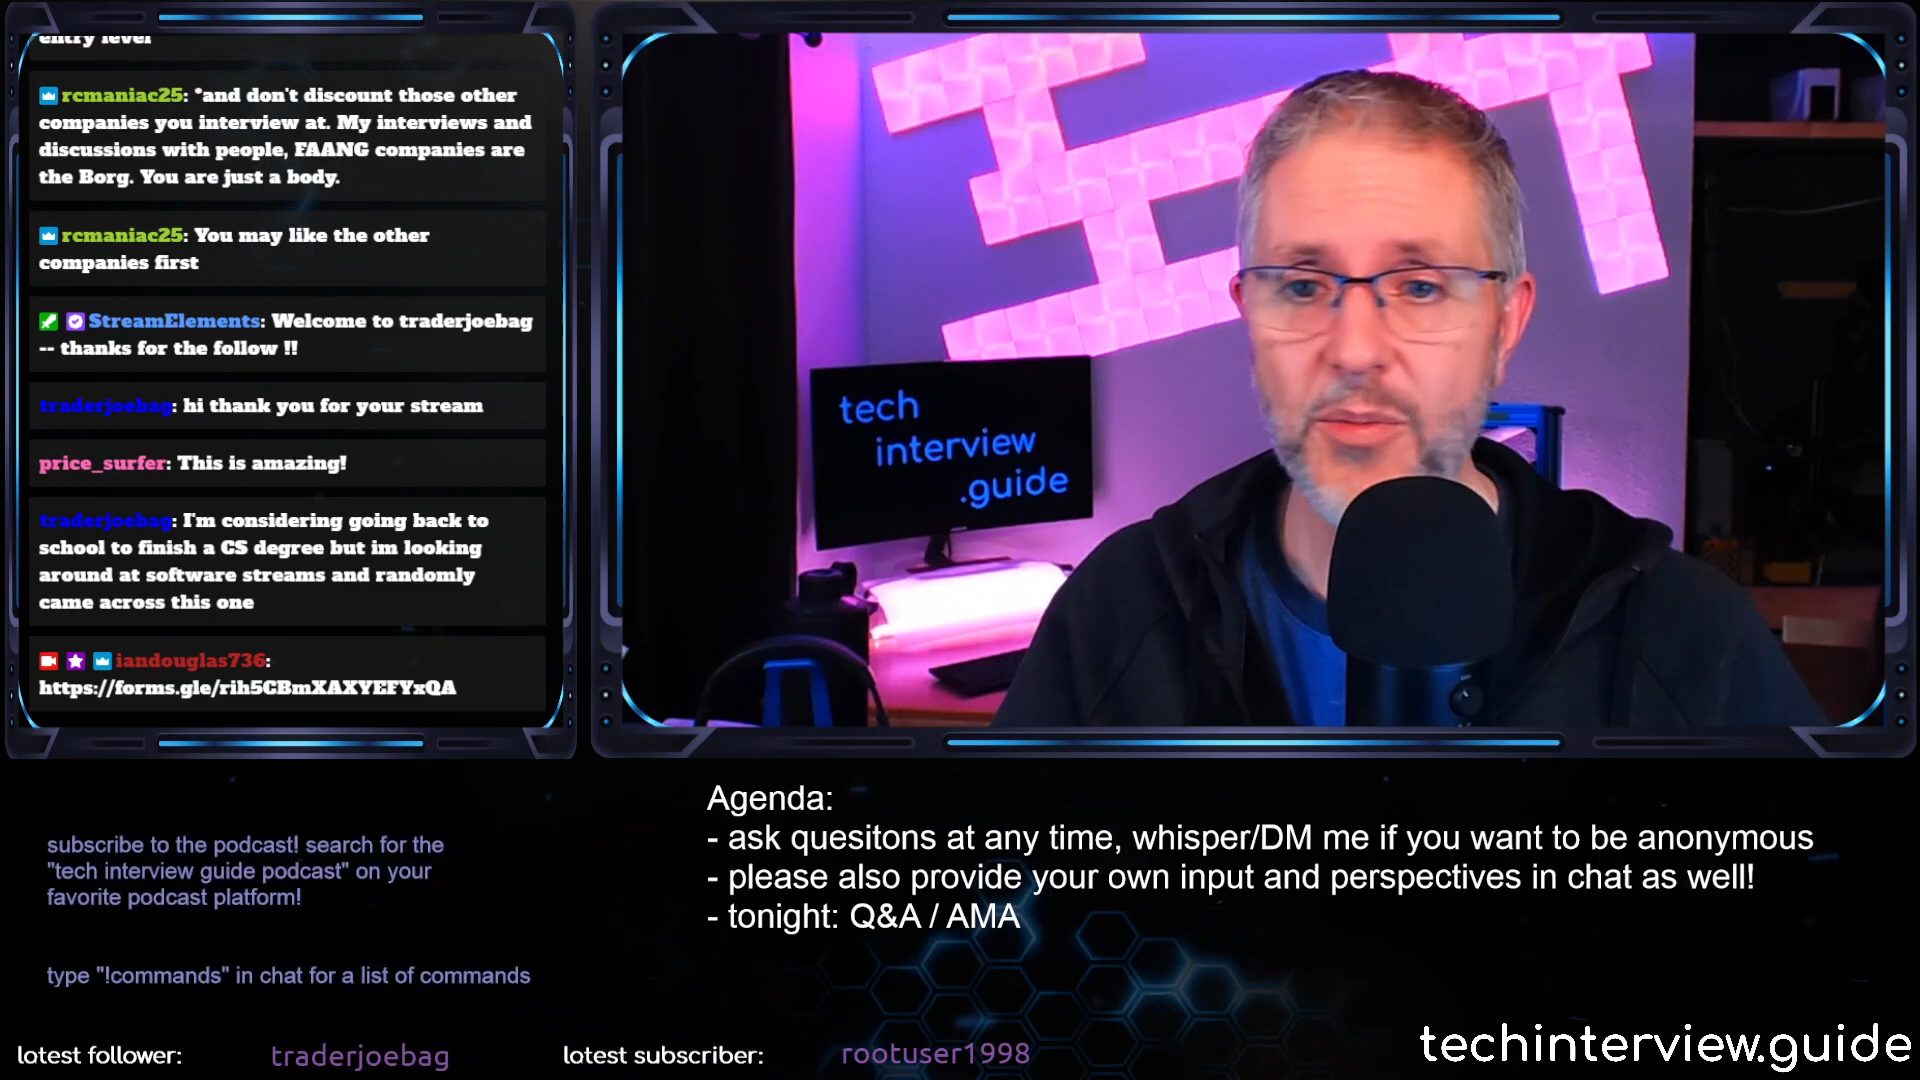 entry level
rcmaniac25: *and don't discount those other
companies you interview at. My interviews and
discussions with people, FAANG companies are
the Borg. You are just a body.
rcmaniac25: You may like the other
companies first
StreamElements: Welcome to traderjoebag
-- thanks for the follow !!
traderjoebag: hi thank you for your stream
price_surfer: This is amazing!
traderjoebag: I'm considering going back to
school to finish a CS degree but im looking
around at software streams and randomly
came across this one
iandouglas736:
https://forms.gle/rih5CBmXAXYEFYxQA
tech
interview
.guide
Agenda:
- ask quesitons at any time, whisper/DM me if you want to be anonymous
- please also provide your own input and perspectives in chat as well!
- tonight: Q&A / AMA
subscribe to the podcast! search for the
"tech interview guide podcast" on your
favorite podcast platform!
type "!commands" in chat for a list of commands
latest follower: traderjoebag
latest subscriber: rootuser1998
techinterview.guide